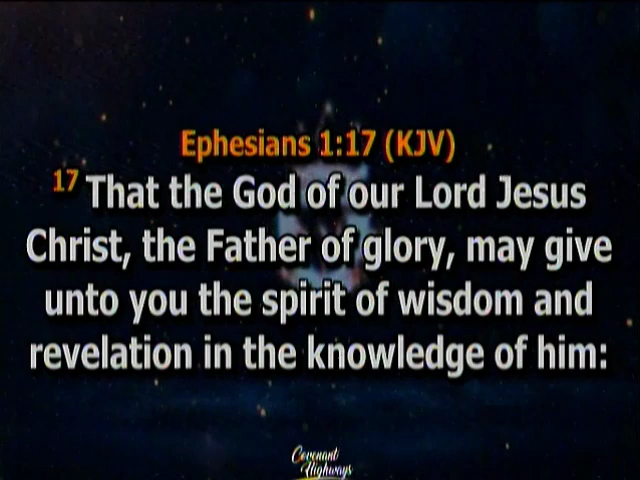 Ephesians 1:17 (KJV)
17 That the God of our Lord Jesus
Christ, the Father of glory, may give
unto you the spirit of wisdom and
revelation in the knowledge of him:
Covenant
Highways